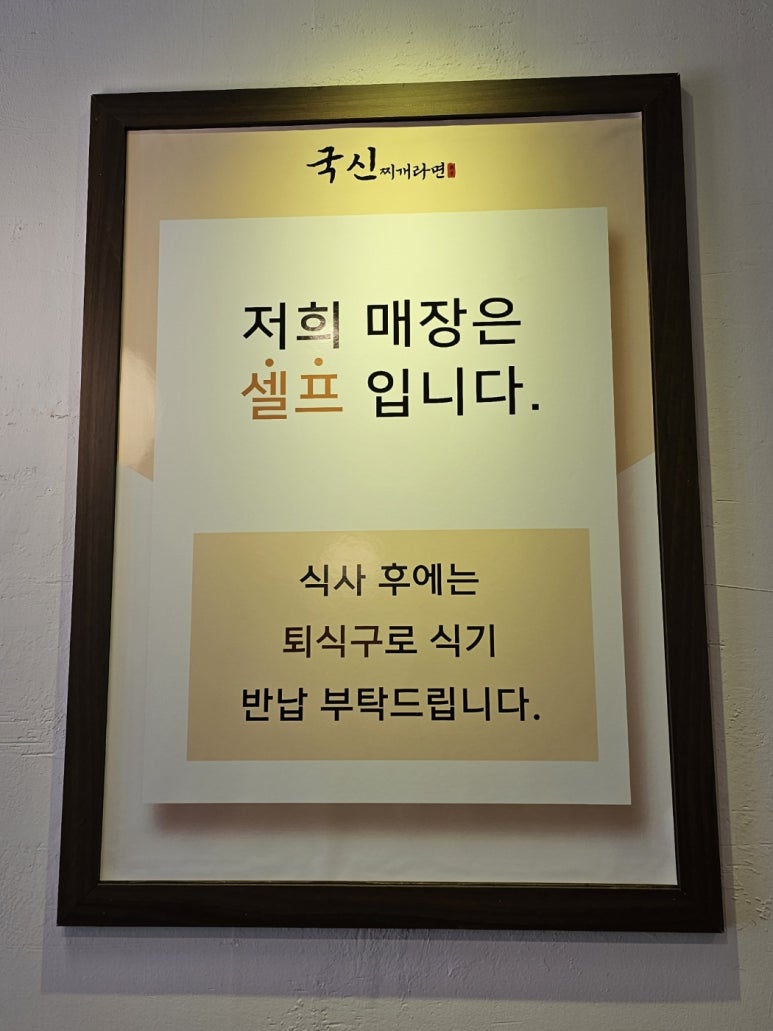 국신 찌개라면
저희 매장은
셀프 입니다.
식사 후에는
퇴식구로 식기
반납 부탁드립니다.